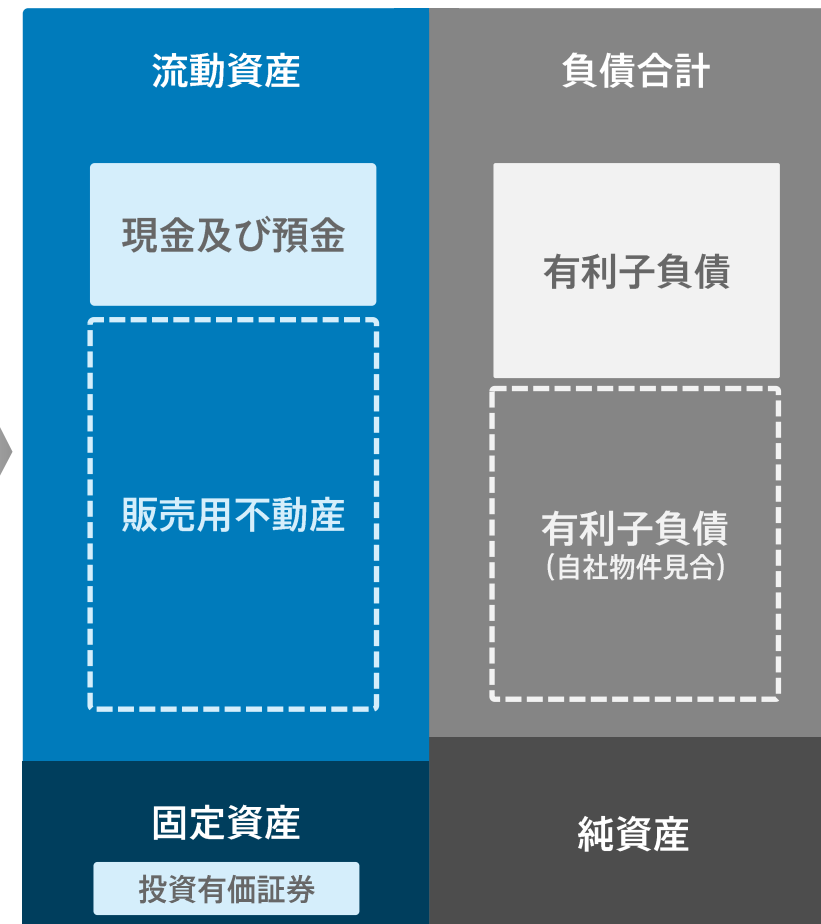 流動資産
現金及び預金
販売用不動産
固定資産
投資有価証券
負債合計
有利子負債
有利子負債
(自社物件見合)
純資産